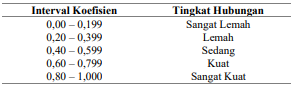 Interval Koefisien Tingkat Hubungan
0,00 – 0,199 Sangat Lemah
0,20 – 0,399 Lemah
0,40 – 0,599 Sedang
0,60 – 0,799 Kuat
0,80 – 1,000 Sangat Kuat